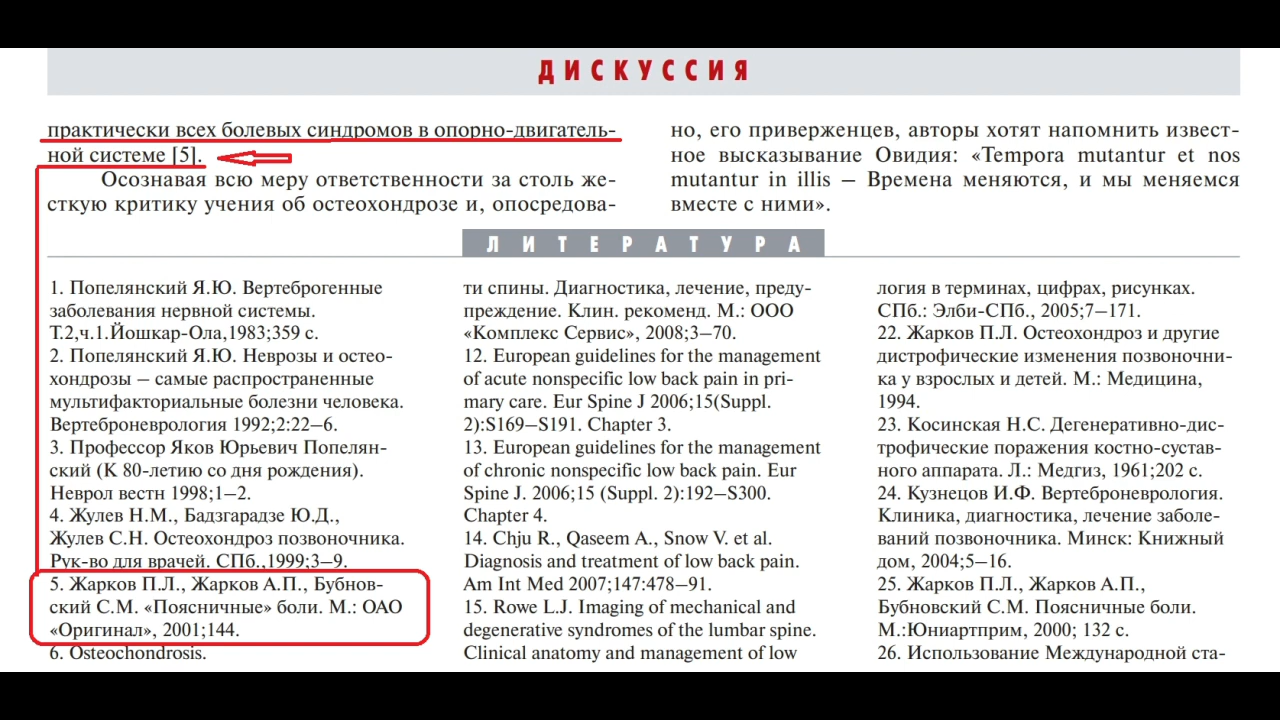 ДИСКУССИЯ
практически всех болевых синдромов в опорно-двигатель-
ной системе [5].
Осознавая всю меру ответственности за столь же-
сткую критику учения об остеохондрозе и, опосредова-
но, его приверженцев, авторы хотят напомнить извест-
ное высказывание Овидия: «Tempora mutantur et nos
mutantur in illis — Времена меняются, и мы меняемся
вместе с ними».
ЛИТЕРАТУРА
1. Попелянский Я.Ю. Вертеброгенные
заболевания нервной системы.
Т.2,ч.1.Йошкар-Ола,1983;359 с.
2. Попелянский Я.Ю. Неврозы и остео-
хондрозы — самые распространенные
мультифакториальные болезни человека.
Вертеброневрология 1992;2:22–6.
3. Профессор Яков Юрьевич Попелян-
ский (К 80-летию со дня рождения).
Неврол вестн 1998;1–2.
4. Жулев Н.М., Бадзгарадзе Ю.Д.,
Жулев С.Н. Остеохондроз позвоночника.
Рук-во для врачей. СПб.,1999;3–9.
5. Жарков П.Л., Жарков А.П., Бубнов-
ский С.М. «Поясничные» боли. М.: ОАО
«Оригинал», 2001;144.
6. Osteochondrosis.
ти спины. Диагностика, лечение, преду-
преждение. Клин. рекоменд. М.: ООО
«Комплекс Сервис», 2008;3–70.
12. European guidelines for the management
of acute nonspecific low back pain in pri-
mary care. Eur Spine J 2006;15(Suppl.
2):S169–S191. Chapter 3.
13. European guidelines for the management
of chronic nonspecific low back pain. Eur
Spine J. 2006;15 (Suppl. 2):192–S300.
Chapter 4.
14. Chju R., Qaseem A., Snow V. et al.
Diagnosis and treatment of low back pain.
Am Int Med 2007;147:478–91.
15. Rowe L.J. Imaging of mechanical and
degenerative syndromes of the lumbar spine.
Clinical anatomy and management of low
логия в терминах, цифрах, рисунках.
СПб.: Элби-СПб., 2005;7–171.
22. Жарков П.Л. Остеохондроз и другие
дистрофические изменения позвоночни-
ка у взрослых и детей. М.: Медицина,
1994.
23. Косинская Н.С. Дегенеративно-дис-
трофические поражения костно-сустав-
ного аппарата. Л.: Медгиз, 1961;202 с.
24. Кузнецов И.Ф. Вертеброневрология.
Клиника, диагностика, лечение заболе-
ваний позвоночника. Минск: Книжный
дом, 2004;5–16.
25. Жарков П.Л., Жарков А.П.,
Бубновский С.М. Поясничные боли.
М.:Юниартприм, 2000; 132 с.
26. Использование Международной ста-